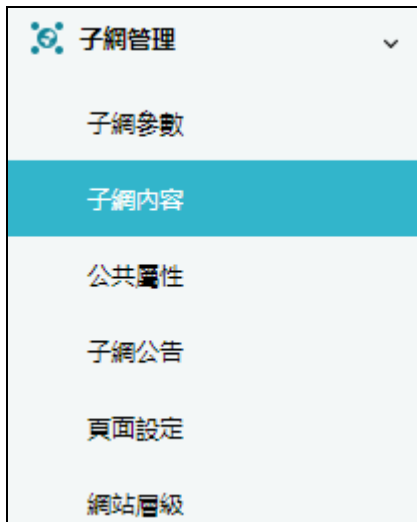 子網管理
子網參數
子網內容
公共屬性
子網公告
頁面設定
網站層級